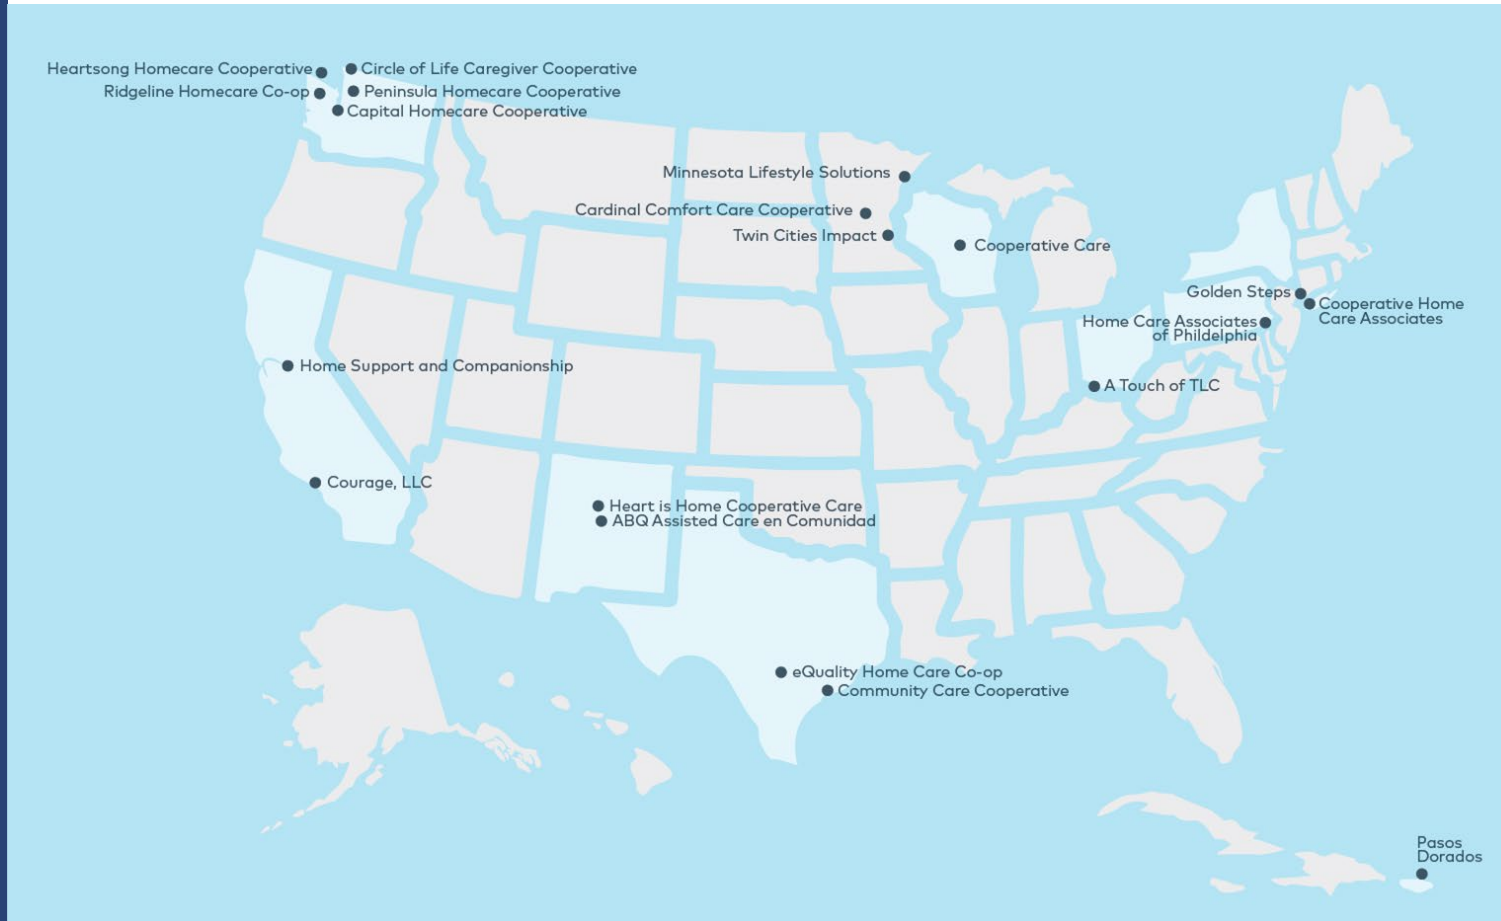 Heartsong Homecare Cooperative
Circle of Life Caregiver Cooperative
Ridgeline Homecare Co-op
Peninsula Homecare Cooperative
Capital Homecare Cooperative
Minnesota Lifestyle Solutions
Cardinal Comfort Care Cooperative
Twin Cities Impact
Cooperative Care
Golden Steps
Cooperative Home
Care Associates
Home Care Associates
of Phildelphia
Home Support and Companionship
A Touch of TLC
Courage, LLC
Heart is Home Cooperative Care
ABQ Assisted Care en Comunidad
eQuality Home Care Co-op
Community Care Cooperative
Pasos
Dorados